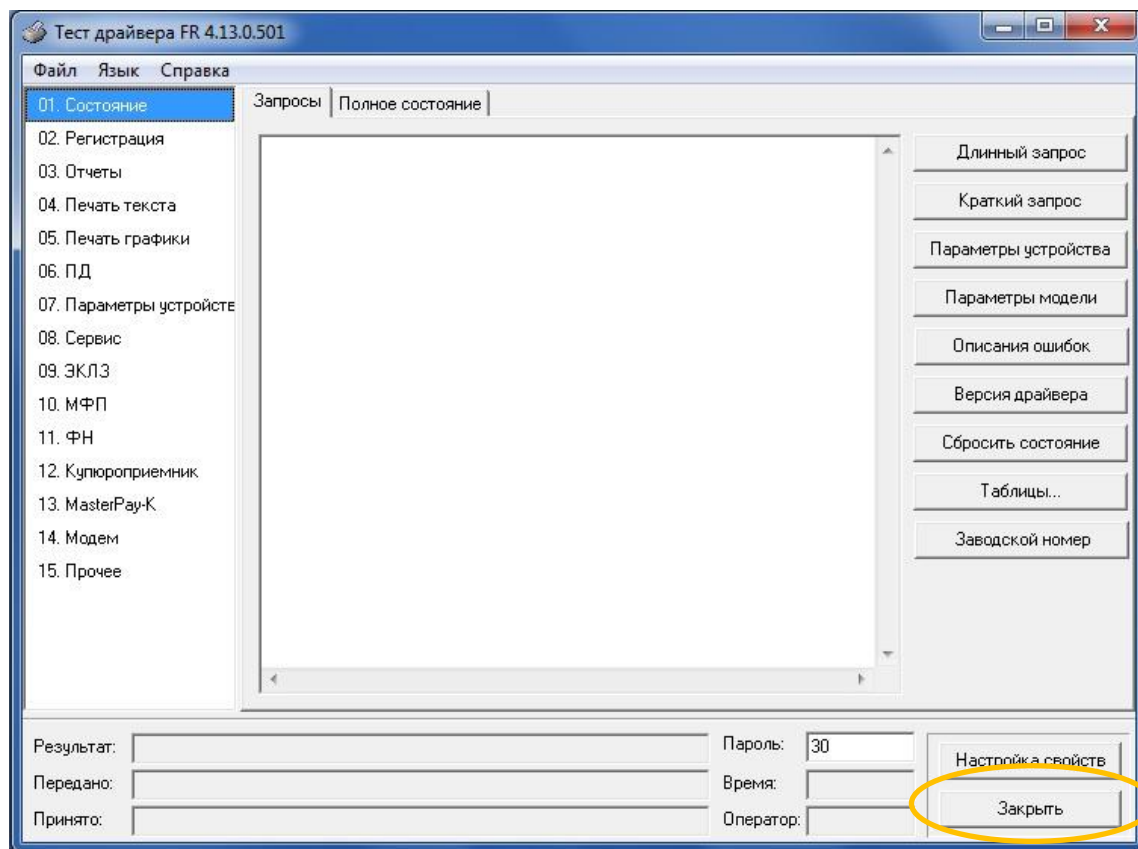 Тест драйвера FR 4.13.0.501
Файл Язык Справка
01. Состояние
02. Регистрация
03. Отчеты
04. Печать текста
05. Печать графики
06. ПД
07. Параметры устройств
08. Сервис
09. ЭКЛЗ
10. МФП
11. ФН
12. Купюроприемник
13. MasterPay-K
14. Модем
15. Прочее
Запросы Полное состояние
Длинный запрос
Краткий запрос
Параметры устройства
Параметры модели
Описания ошибок
Версия драйвера
Сбросить состояние
Таблицы...
Заводской номер
Результат:
Передано:
Принято:
Пароль: 30
Время:
Оператор:
Настройка свойств
Закрыть